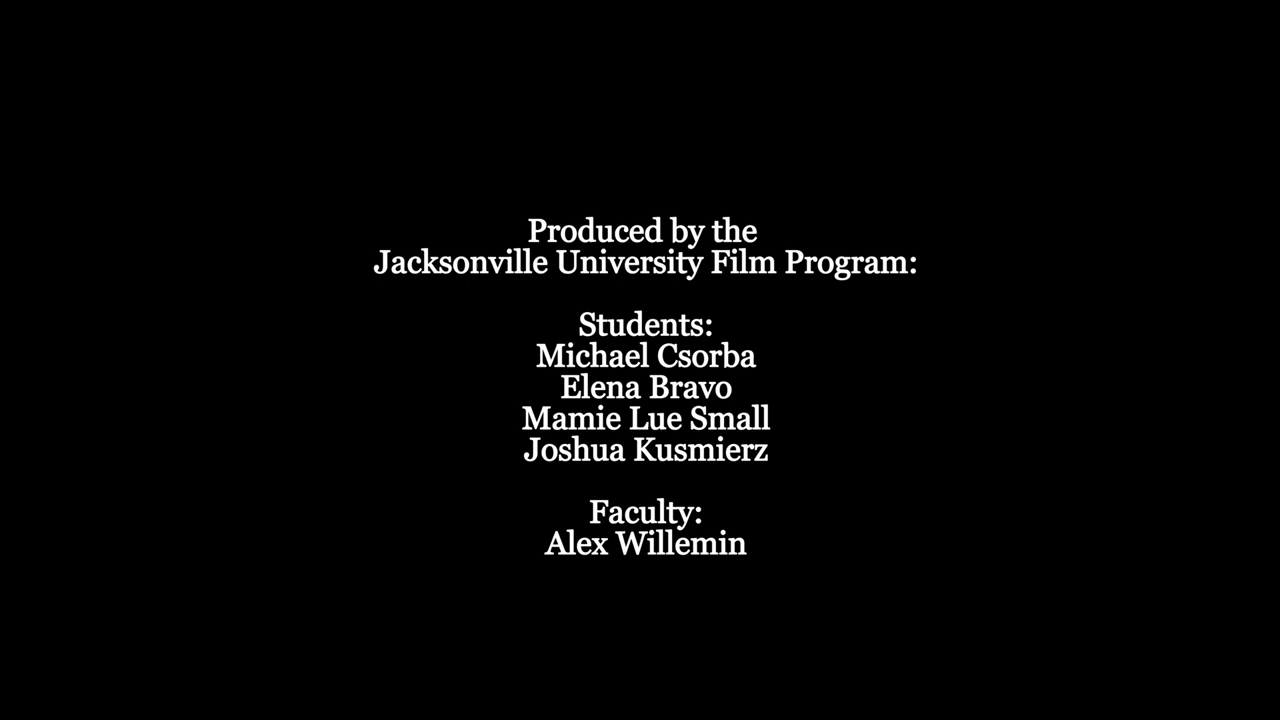 Produced by the
Jacksonville University Film Program:
Students:
Michael Csorba
Elena Bravo
Mamie Lue Small
Joshua Kusmierz
Faculty:
Alex Willemin